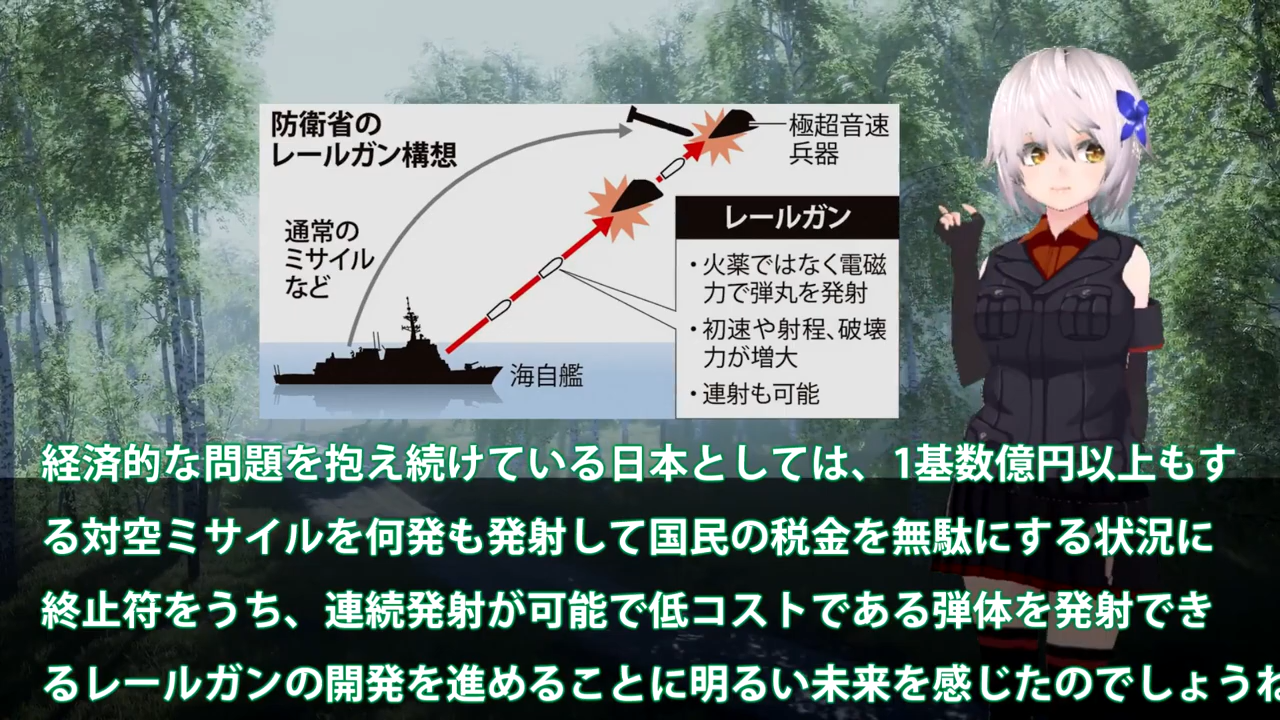 防衛省の
レールガン構想
極超音速
兵器
通常の
ミサイル
など
レールガン
・火薬ではなく電磁
力で弾丸を発射
・初速や射程、破壊
力が増大
・連射も可能
海自艦
経済的な問題を抱え続けている日本としては、1基数億円以上もす
る対空ミサイルを何発も発射して国民の税金を無駄にする状況に
終止符をうち、連続発射が可能で低コストである弾体を発射でき
るレールガンの開発を進めることに明るい未来を感じたのでしょうね